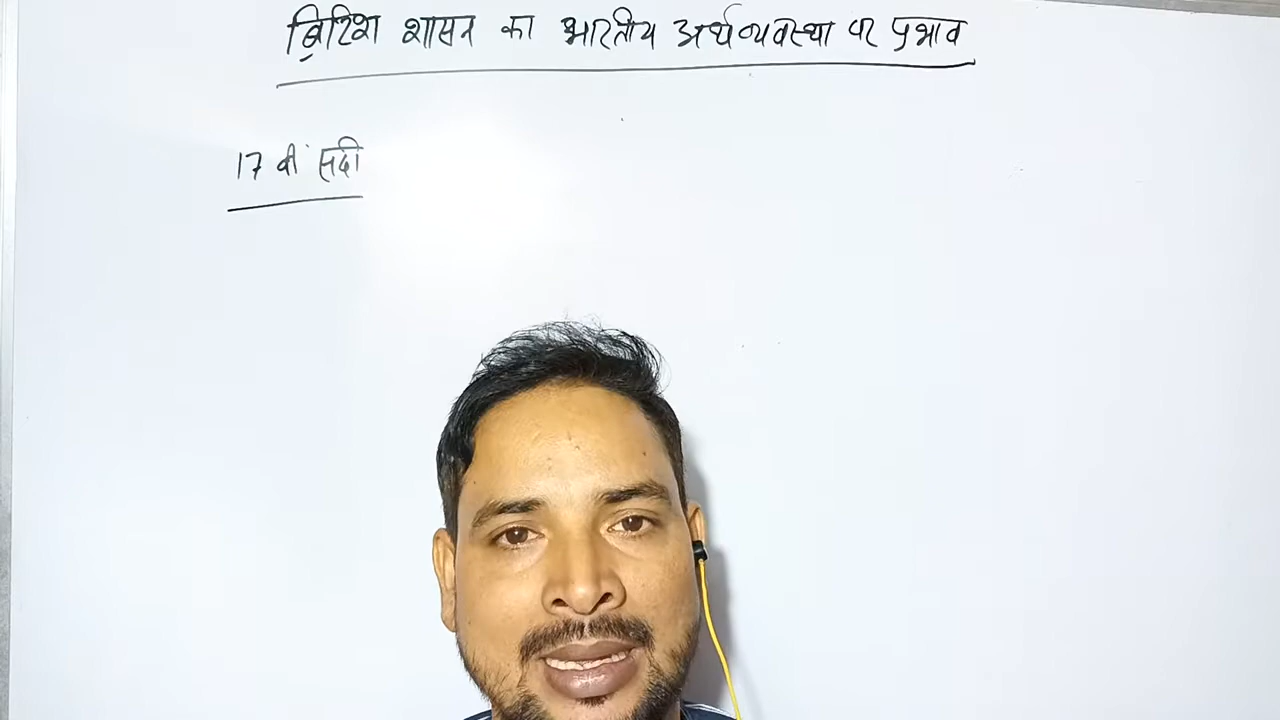 ब्रिटिश शासन का भारतीय अर्थव्यवस्था पर प्रभाव
17 वीं सदी